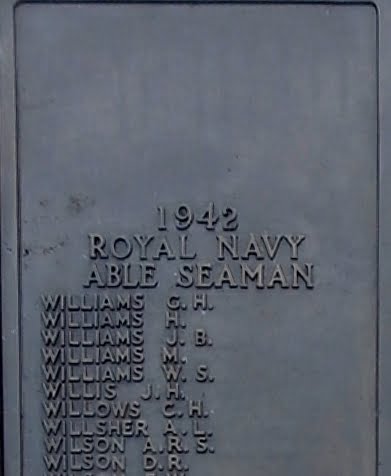 1942
ROYAL NAVY
ABLE SEAMAN
WILLIAMS C. H.
WILLIAMS H.
WILLIAMS J. B.
WILLIAMS M.
WILLIAMS W. S.
WILLIS J. H.
WILLOWS C. H.
WILLSHER A. L.
WILSON A. R. S.
WILSON D. R.